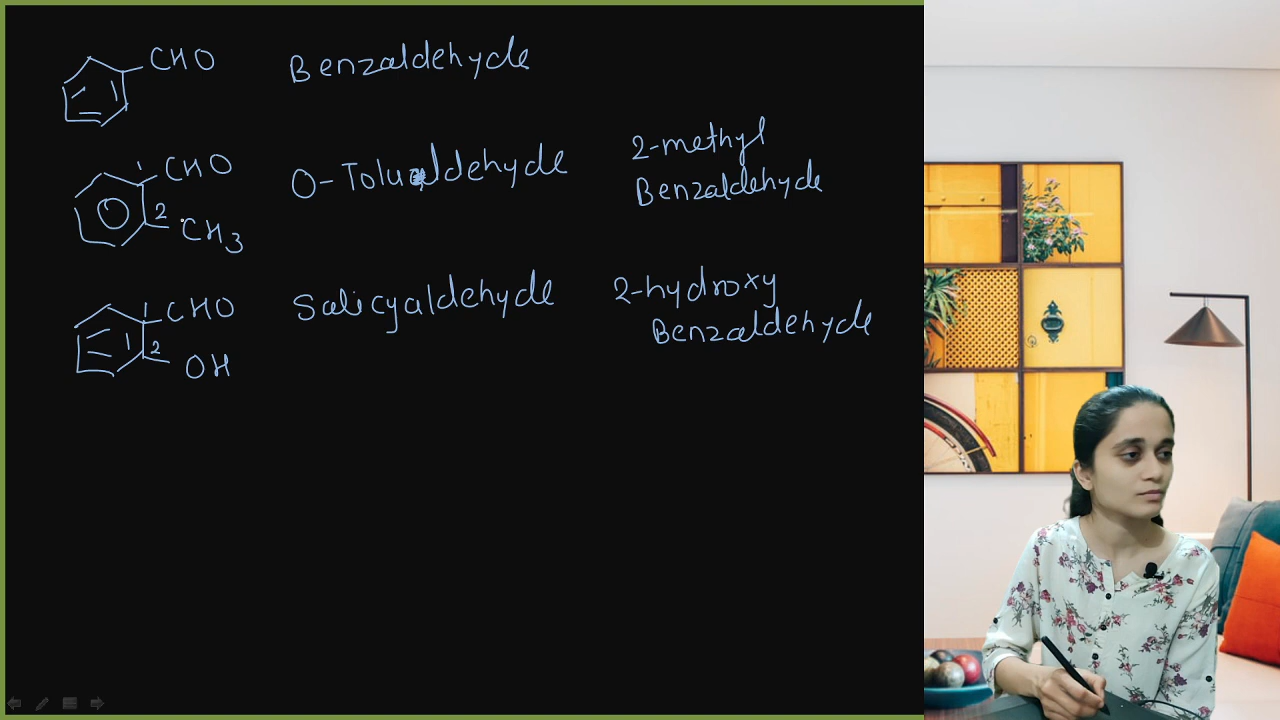 CHO Benzaldehyde
1 CHO O-Tolualdehyde 2-methyl
2 CH3 Benzaldehyde
1 CHO Salicyaldehyde 2-hydroxy
2 Benzaldehyde
OH